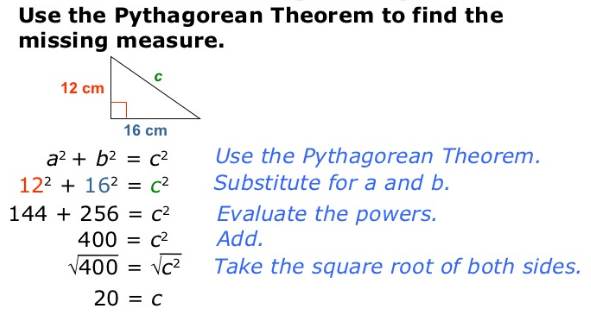 Use the Pythagorean Theorem to find the
missing measure.
12 cm
c
16 cm
a² + b² = c² Use the Pythagorean Theorem.
12² + 16² = c² Substitute for a and b.
144 + 256 = c² Evaluate the powers.
400 = c² Add.
√400 = √c² Take the square root of both sides.
20 = c